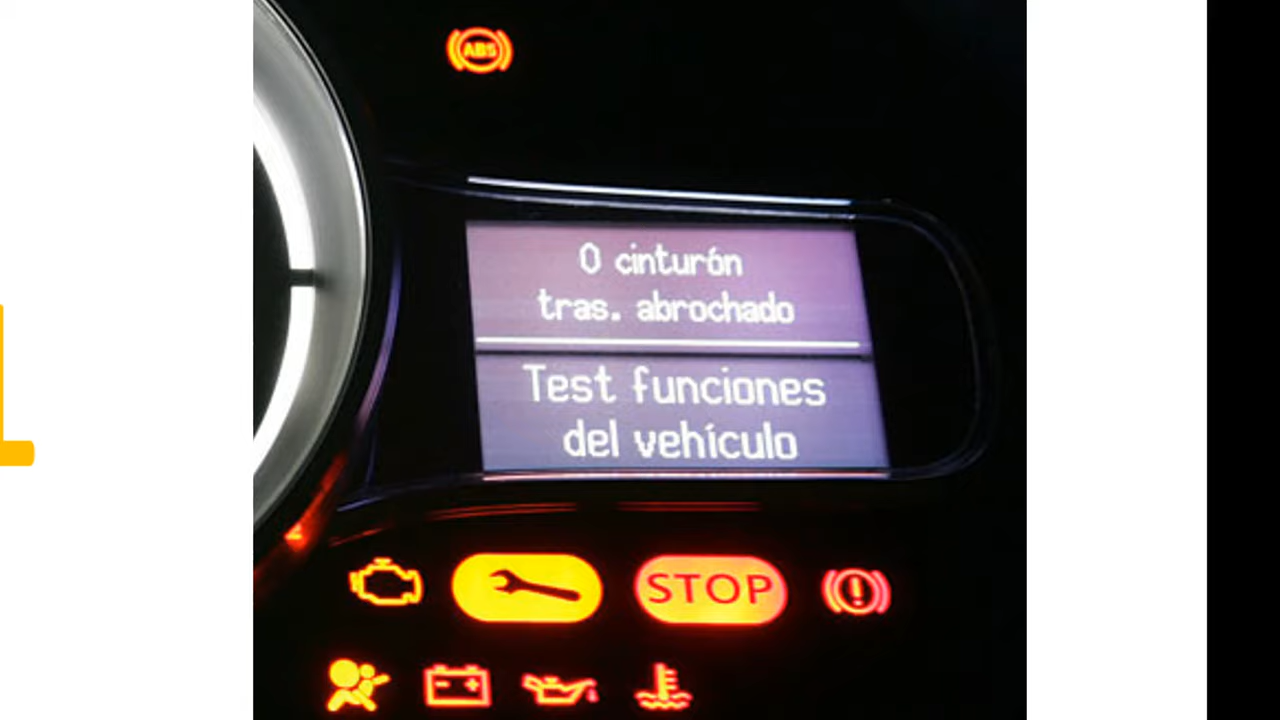 ABS
0 cinturón
tras. abrochado
Test funciones
del vehículo
STOP